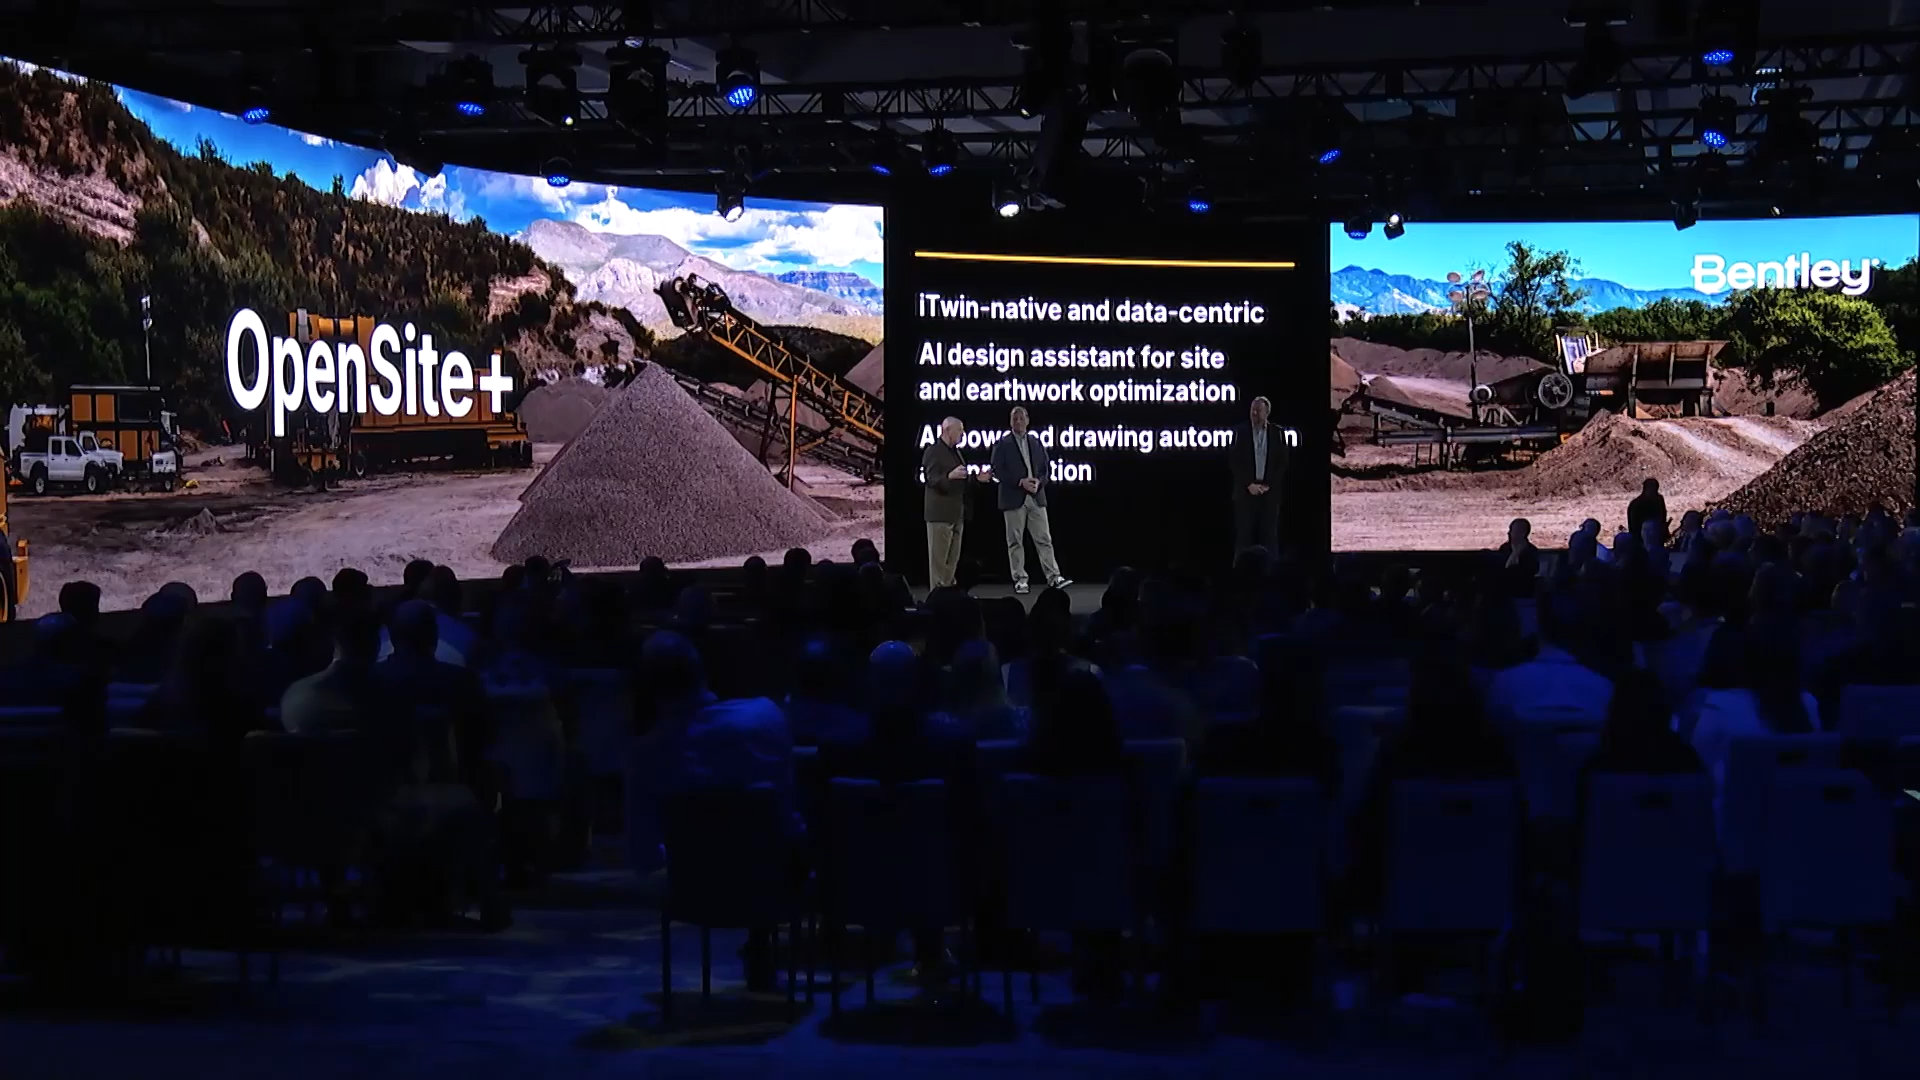 OpenSite+
iTwin-native and data-centric
AI design assistant for site
and earthwork optimization
drawing
Bentley